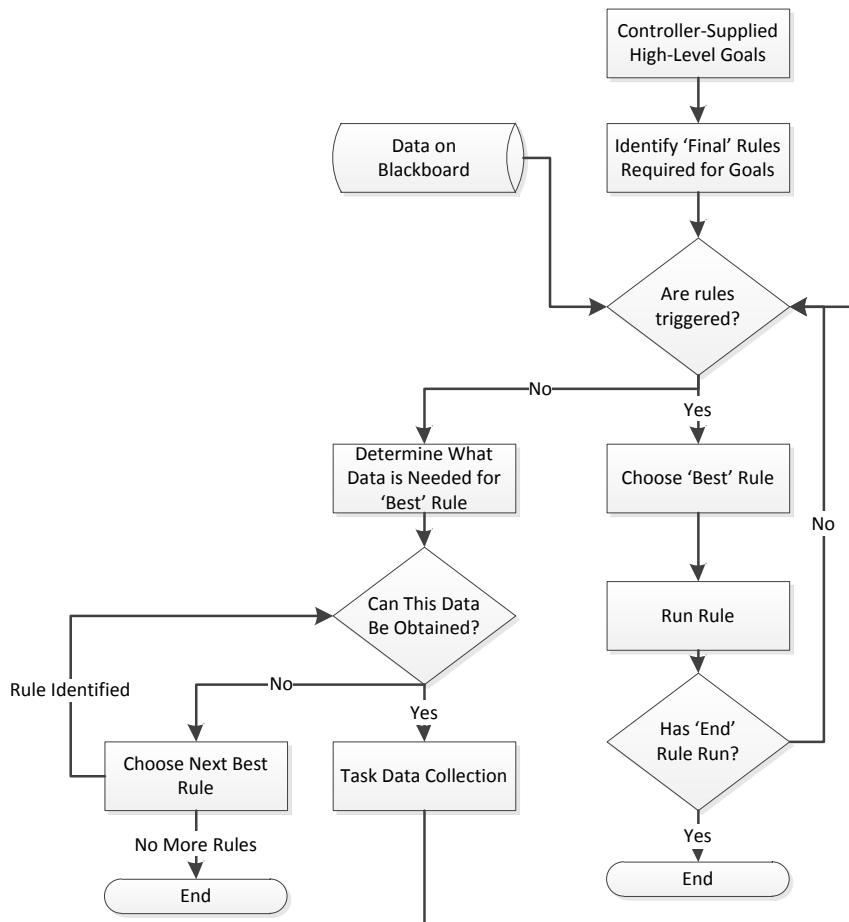 Controller-Supplied
High-Level Goals
Data on
Blackboard
Identify ‘Final’ Rules
Required for Goals
Are rules
triggered?
No
Yes
Determine What
Data is Needed for
‘Best’ Rule
Choose ‘Best’ Rule
No
Can This Data
Be Obtained?
Run Rule
Rule Identified
No
Yes
Has ‘End’
Rule Run?
Choose Next Best
Rule
Task Data Collection
No More Rules
Yes
End
End